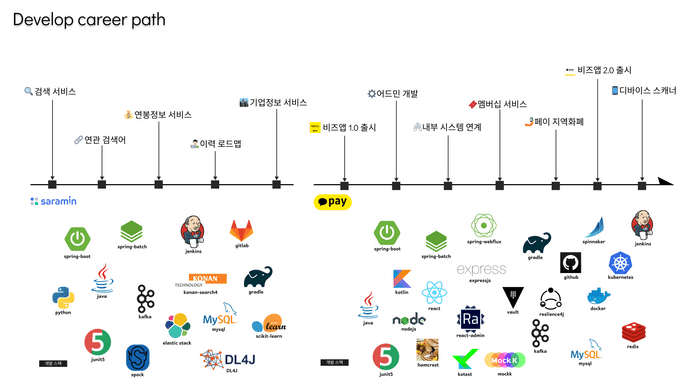 Develop career path
검색 서비스
연관 검색어
연봉정보 서비스
이력 로드맵
기업정보 서비스
비즈앱 1.0 출시
어드민 개발
내부 시스템 연계
멤버십 서비스
페이 지역화폐
비즈앱 2.0 출시
디바이스 스캐너
saramin
spring-boot
spring-batch
jenkins
gitlab
python
java
kafka
KONAN
TECHNOLOGY
konan-search4
gradle
elastic stack
MySQL
mysql
learn
scikit-learn
junit5
spock
DL4J
DL4J
개발 스택
pay
spring-boot
spring-batch
spring-webflux
gradle
spinnaker
jenkins
github
kubernetes
kotlin
react
express
expressjs
vault
resilience4j
docker
java
node
nodejs
Ra
react-admin
kafka
redis
junit5
hamcrest
kotest
MockK
mockk
MySQL
mysql
개발 스택